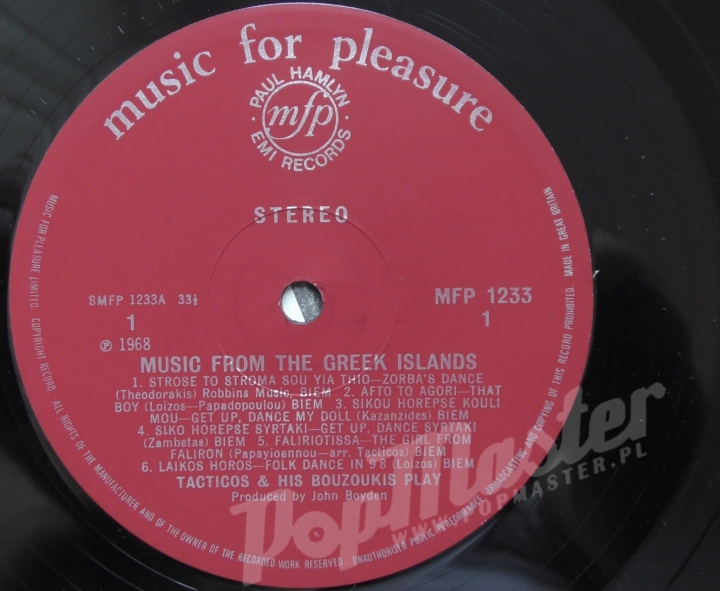 music for pleasure
PAUL HAMLYN
mfp
EMI RECORDS
STEREO
SMFP 1233A 33⅓
MFP 1233
1
1
℗ 1968
MUSIC FROM THE GREEK ISLANDS
1. STROSE TO STROMA SOU YIA THIO—ZORBA'S DANCE
(Theodorakis) Robbins Music, BIEM 2. AFTO TO AGORI—THAT
BOY (Loizos—Papadopoulou) BIEM 3. SIKOU HOREPSE KOULI
MOU—GET UP, DANCE MY DOLL (Kazanzides) BIEM
4. SIKO HOREPSE SYRTAKI—GET UP, DANCE SYRTAKI
(Zambetas) BIEM 5. FALIRIOTISSA—THE GIRL FROM
FALIRON (Papayioannou—arr. Tacticos) BIEM
6. LAIKOS HOROS—FOLK DANCE IN 9'8 (Loizos) BIEM
TACTICOS & HIS BOUZOUKIS PLAY
Produced by John Boyden
MUSIC FOR PLEASURE LIMITED. COPYRIGHT RECORD. ALL RIGHTS OF THE MANUFACTURER AND OF THE OWNER OF THE RECORDED WORK RESERVED. UNAUTHORISED PUBLIC PERFORMANCE, BROADCASTING AND COPYING OF THIS RECORD PROHIBITED. MADE IN GREAT BRITAIN
PopMaster
www.POPMASTER.PL